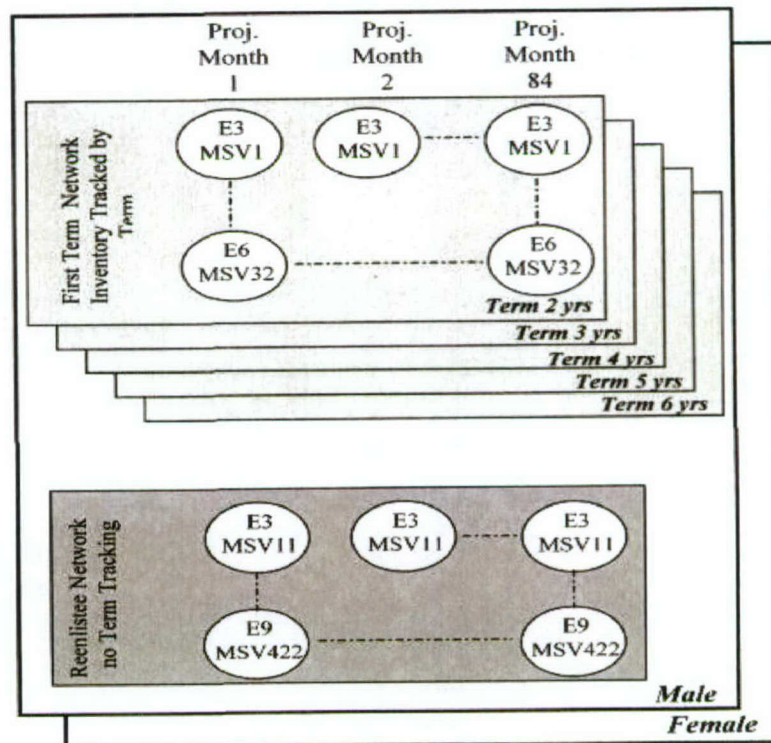 Proj. Month 1
Proj. Month 2
Proj. Month 84
First Term Network
Inventory Tracked by
Term
E3 MSV1
E3 MSV1
E3 MSV1
E6 MSV32
E6 MSV32
Term 2 yrs
Term 3 yrs
Term 4 yrs
Term 5 yrs
Term 6 yrs
Reenlistee Network
no Term Tracking
E3 MSV11
E3 MSV11
E3 MSV11
E9 MSV422
E9 MSV422
Male
Female